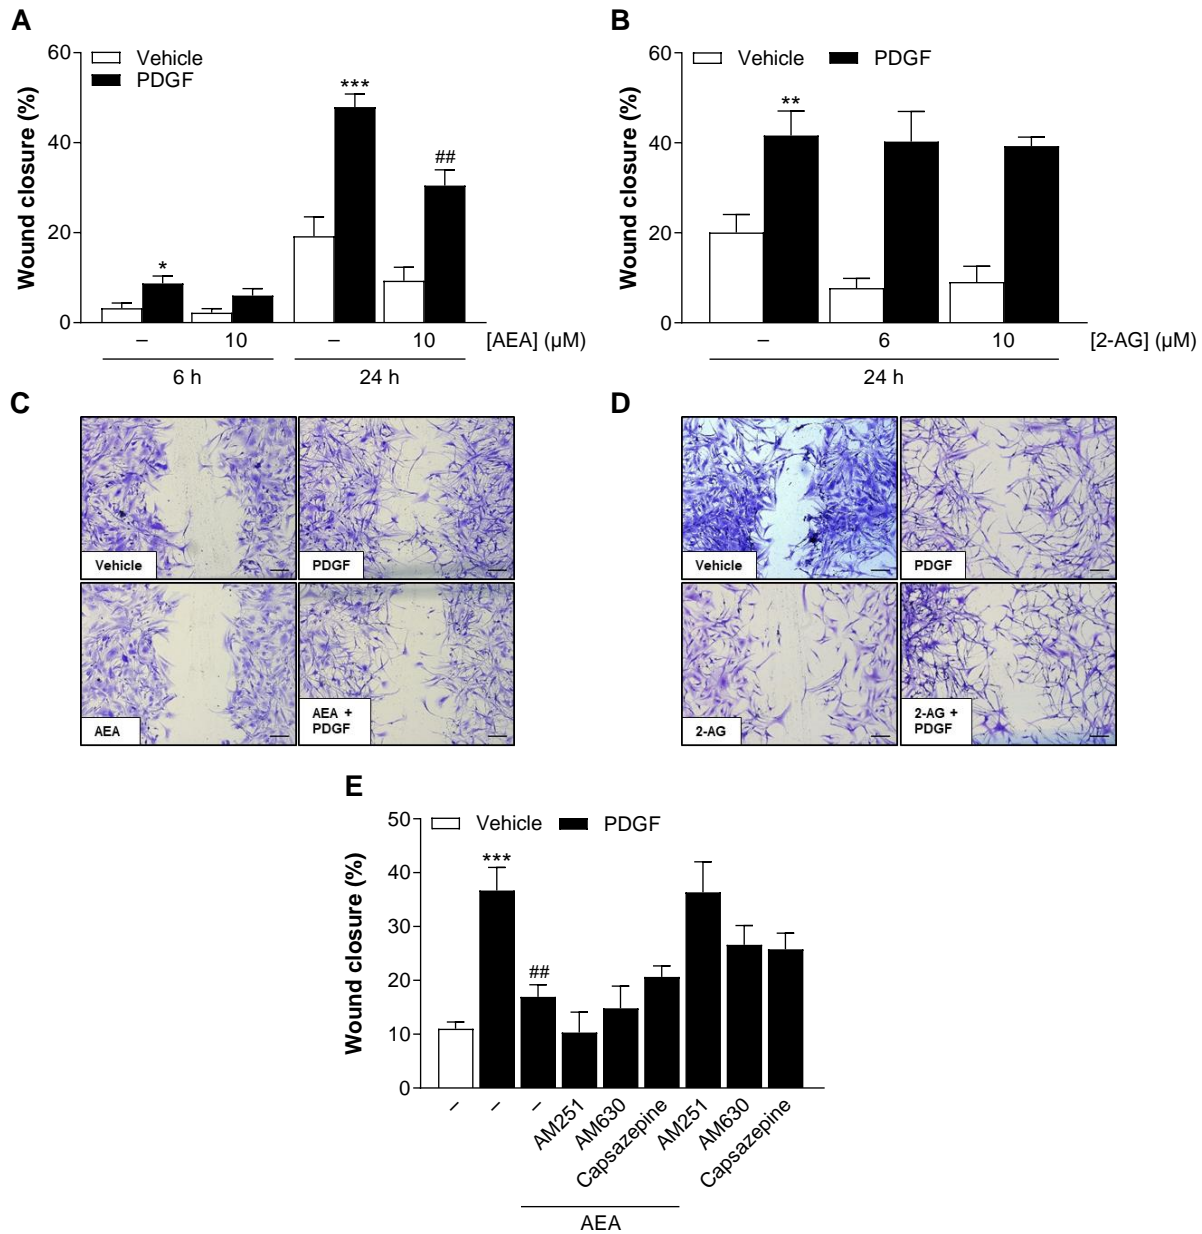 A
B
60
40
20
0
Wound closure (%)
Vehicle
PDGF
*
***
##
– 10 – 10 [AEA] (µM)
6 h 24 h
60
40
20
0
Wound closure (%)
Vehicle PDGF
**
– 6 10 [2-AG] (µM)
24 h
C
Vehicle
PDGF
AEA
AEA +
PDGF
D
Vehicle
PDGF
2-AG
2-AG +
PDGF
E
50
40
30
20
10
0
Wound closure (%)
Vehicle PDGF
***
##
– – – AM251 AM630 Capsazepine AM251 AM630 Capsazepine
AEA